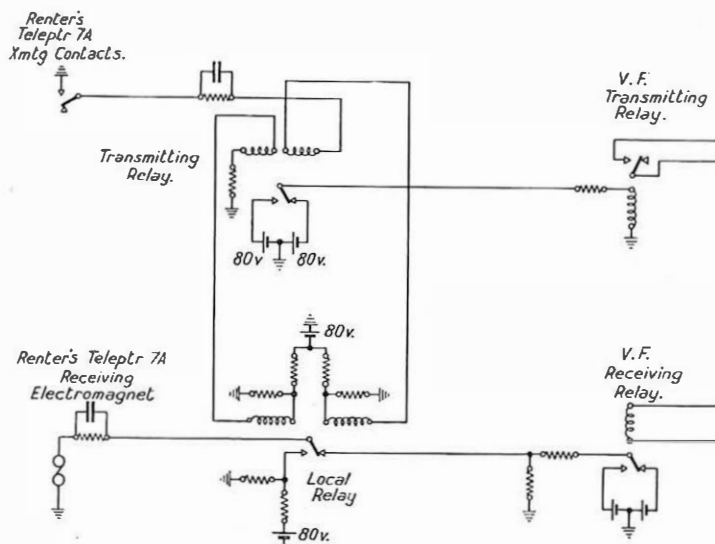 Renter's
Teleptr 7A
Xmtg Contacts.
V.F.
Transmitting
Relay.
Transmitting
Relay.
80v
80v.
80v.
Renter's Teleptr 7A
Receiving
Electromagnet
V.F.
Receiving
Relay.
Local
Relay
80v.